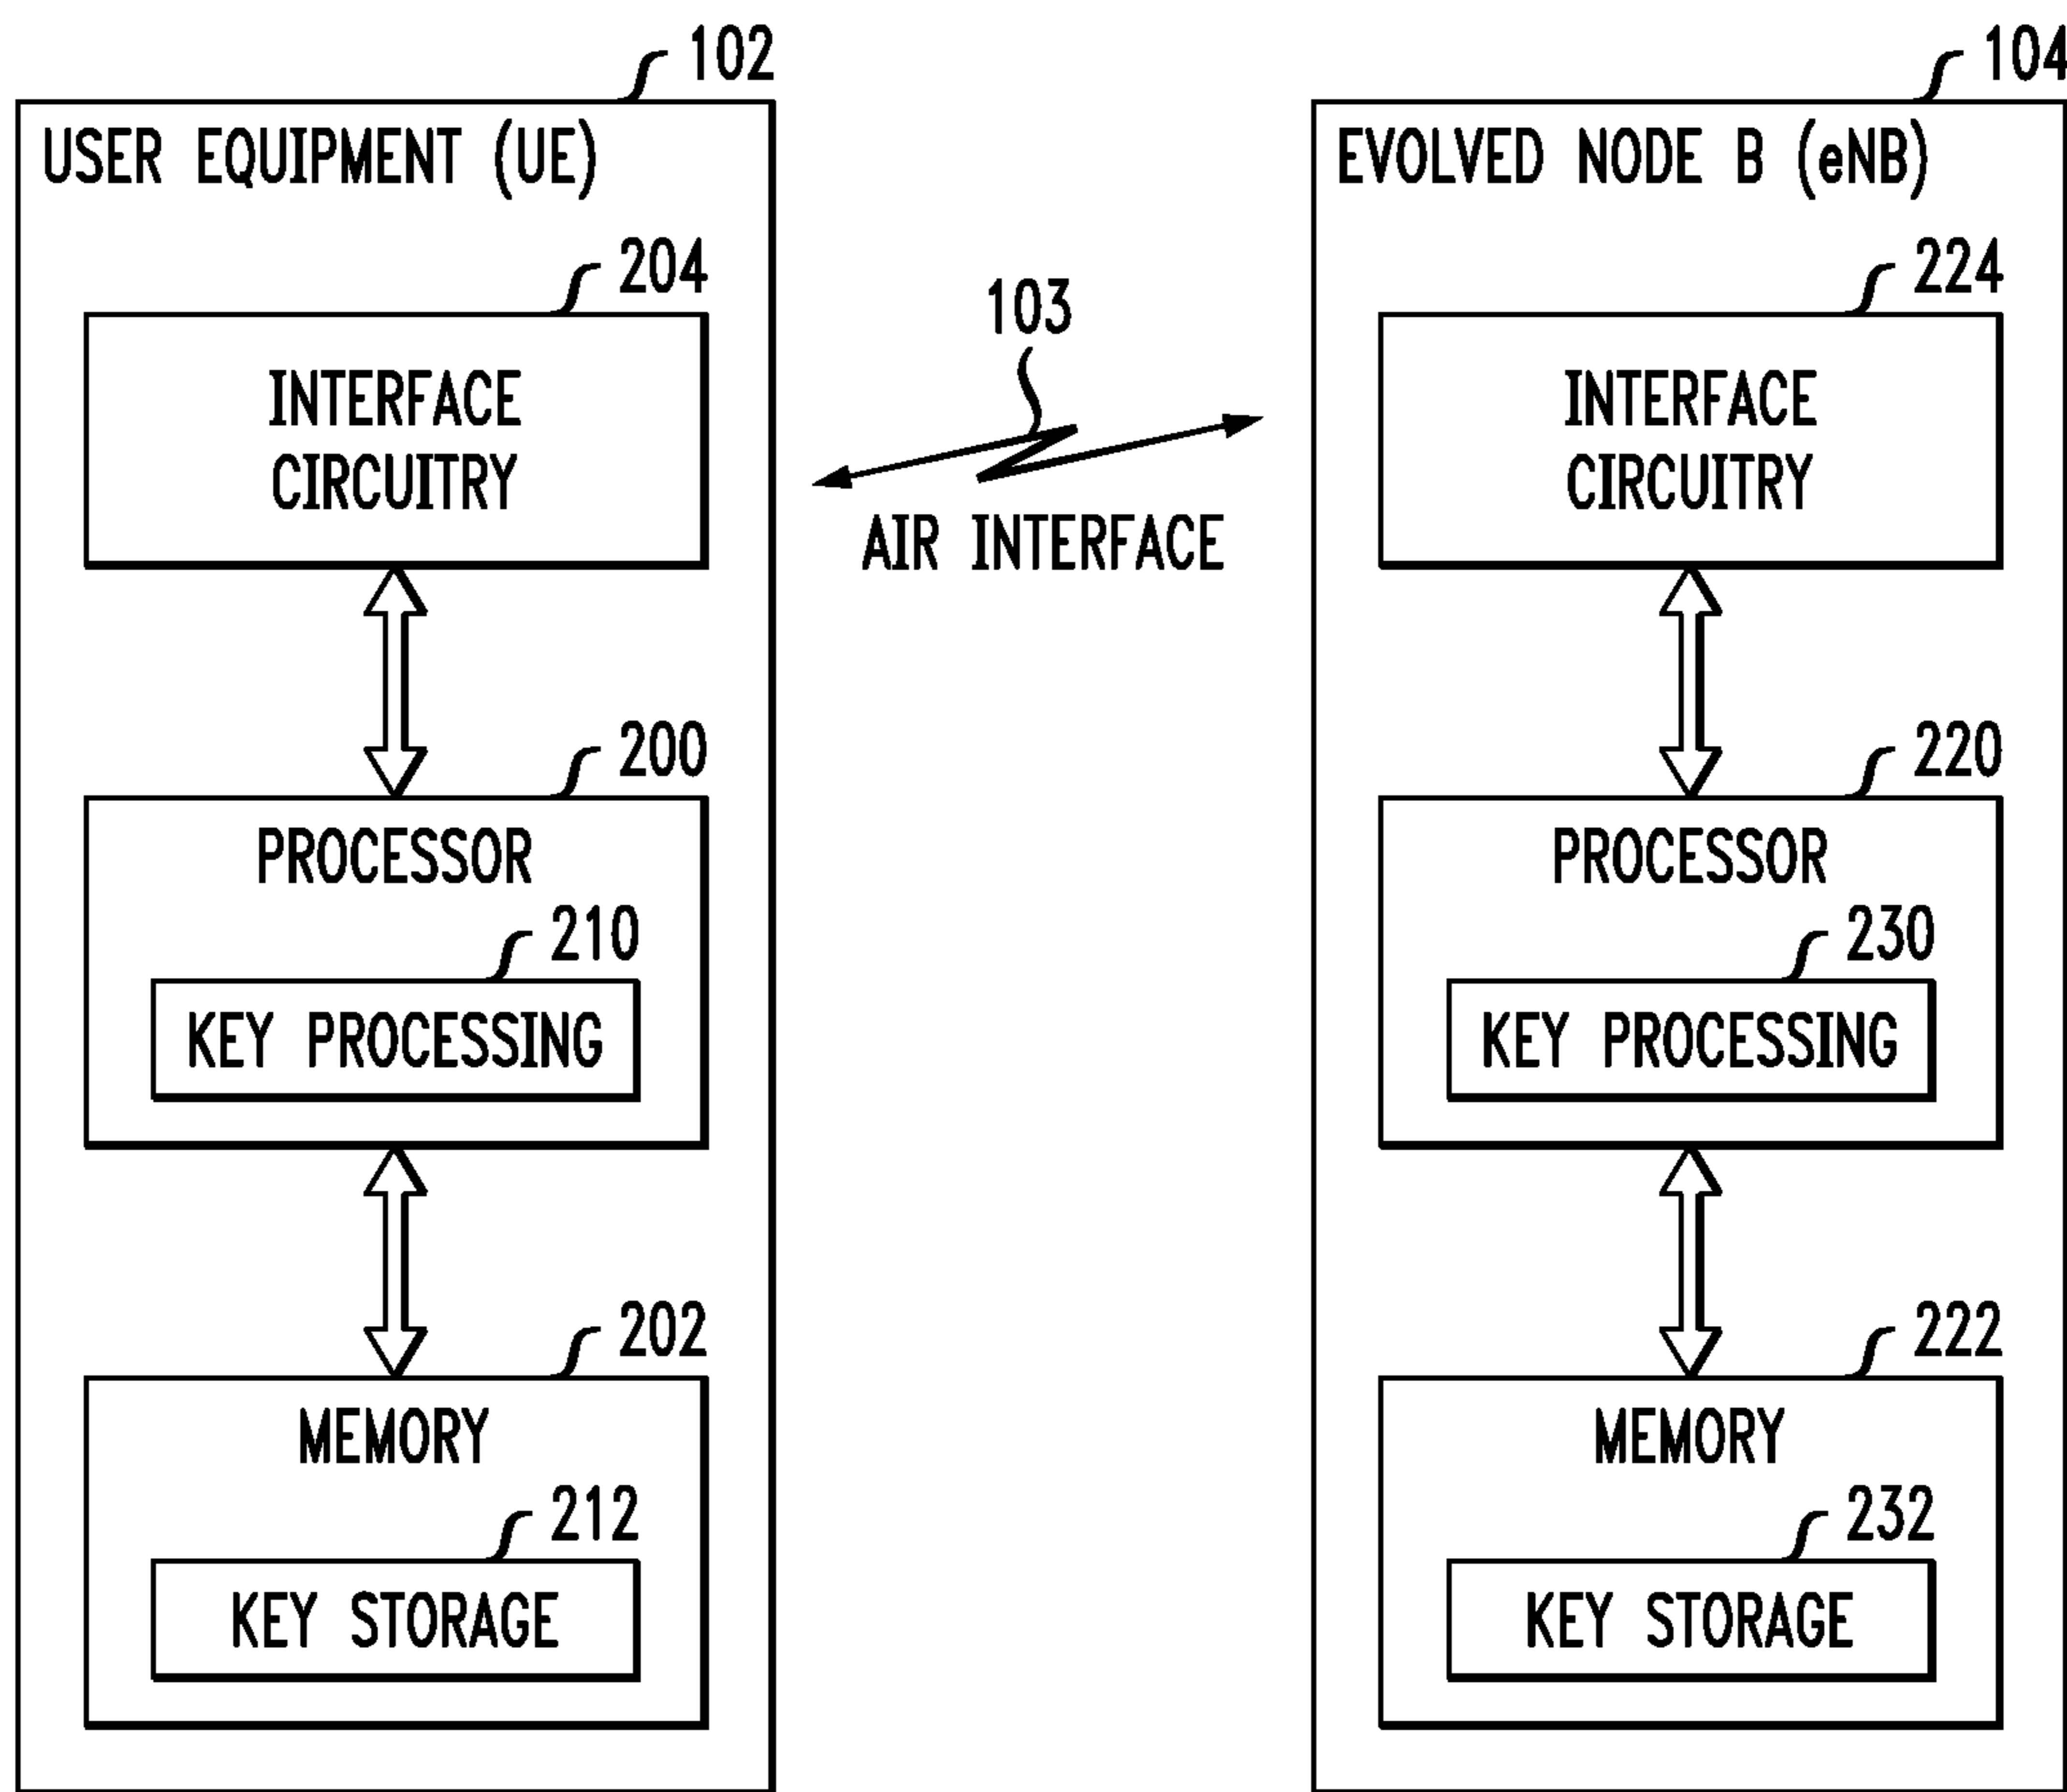 102
USER EQUIPMENT (UE)
204
INTERFACE
CIRCUITRY
200
PROCESSOR
210
KEY PROCESSING
202
MEMORY
212
KEY STORAGE
103
AIR INTERFACE
104
EVOLVED NODE B (eNB)
224
INTERFACE
CIRCUITRY
220
PROCESSOR
230
KEY PROCESSING
222
MEMORY
232
KEY STORAGE